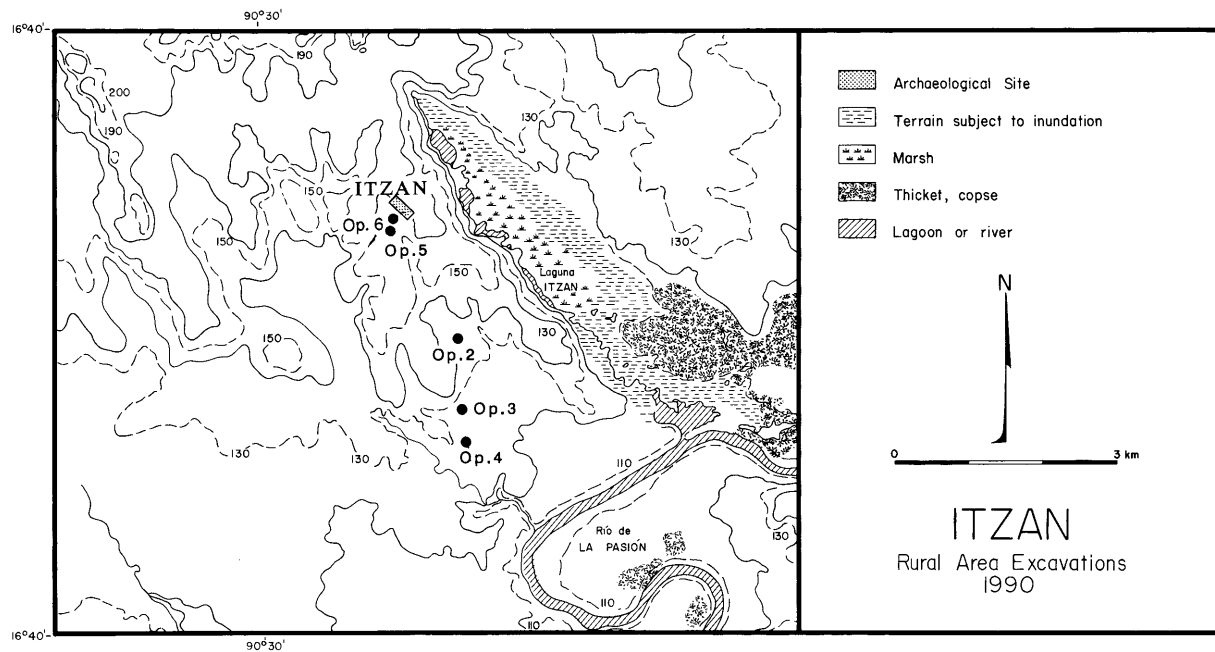 90°30'
16°40'
190
200
190
130
150
ITZAN
Op. 6
Op. 5
150
130
150
Laguna
ITZAN
130
Op. 2
150
Op. 3
130
130
Op. 4
110
130
Río de
LA PASIÓN
110
110
16°40'
90°30'
Archaeological Site
Terrain subject to inundation
Marsh
Thicket, copse
Lagoon or river
N
0 3 km
ITZAN
Rural Area Excavations
1990